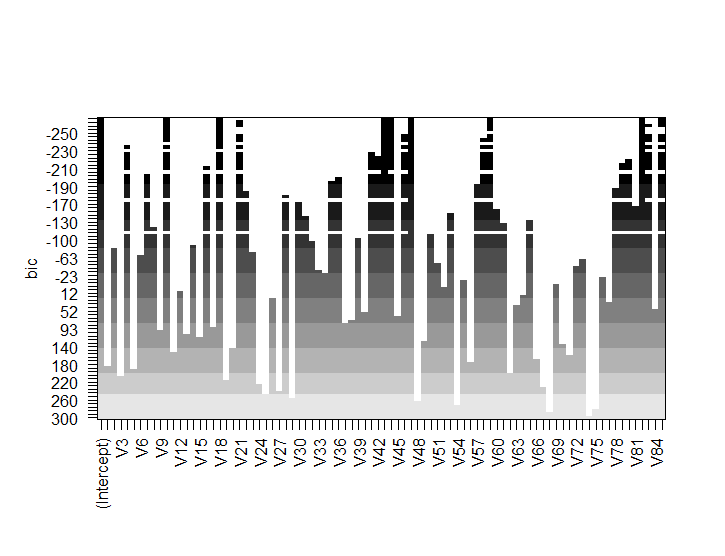 bic
-250
-230
-210
-190
-170
-130
-100
-63
-23
12
52
93
140
180
220
260
300
(Intercept)
V3
V6
V9
V12
V15
V18
V21
V24
V27
V30
V33
V36
V39
V42
V45
V48
V51
V54
V57
V60
V63
V66
V69
V72
V75
V78
V81
V84